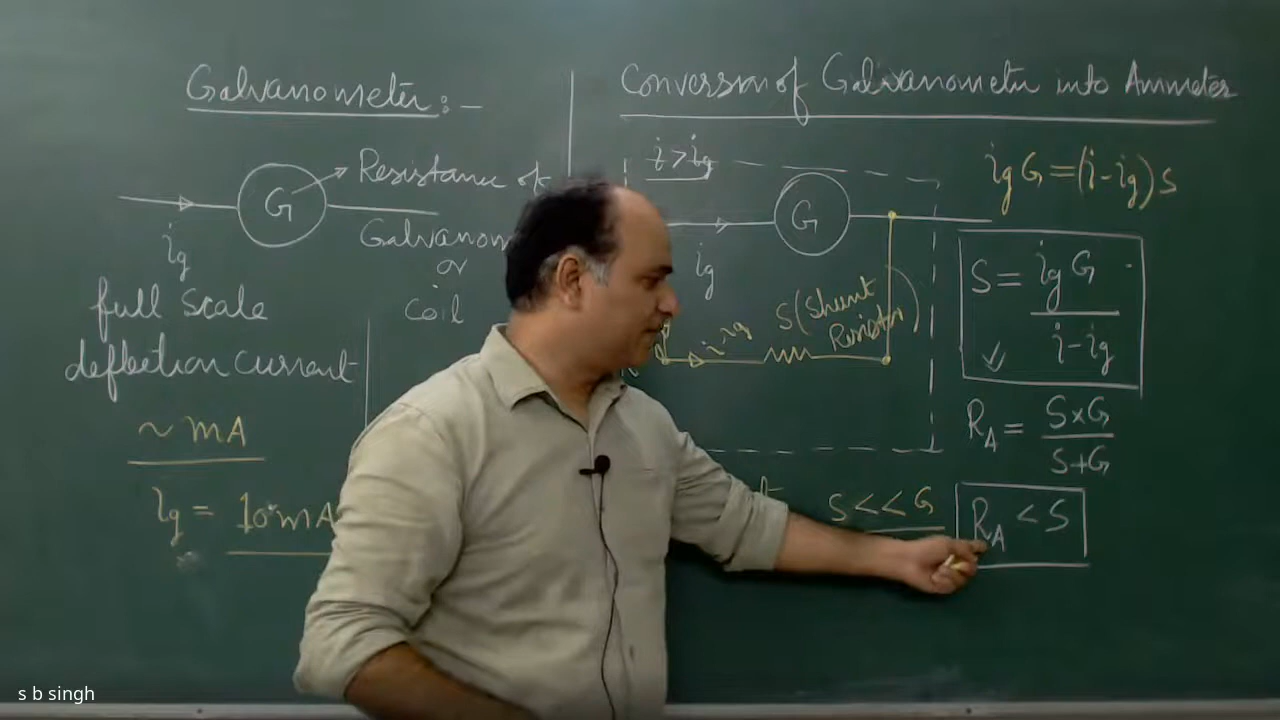 Galvanometer:-
G
Resistance of
Galvanom
or
coil
ig
full scale
deflection current
~ mA
ig = 10 mA
Conversion of Galvanometer into Ammeter
i > ig
G
ig
S (Shunt
Resistor)
i-ig
ig G = (i-ig) S
S = ig G / i-ig
RA = S×G / S+G
S << G
RA < S
s b singh